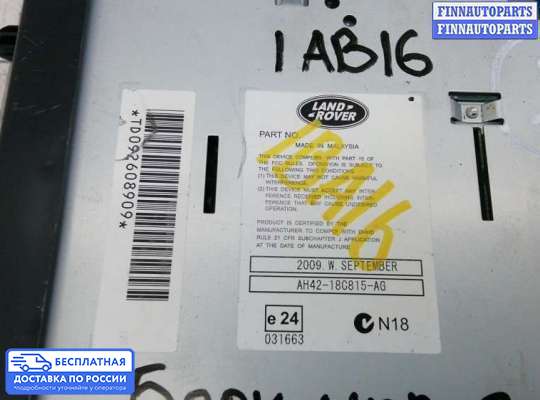 FINNAUTOPARTS
FINNAUTOPARTS
1AB16
LAND
ROVER
PART NO.
MADE IN MALAYSIA
THIS DEVICE COMPLIES WITH PART 15 OF
THE FCC RULES. OPERATION IS SUBJECT TO
THE FOLLOWING TWO CONDITIONS:
(1) THIS DEVICE MAY NOT CAUSE HARMFUL
INTERFERENCE.
(2) THIS DEVICE MUST ACCEPT ANY INTER-
FERENCE RECEIVED INCLUDING INTER-
FERENCE THAT MAY CAUSE UNDESIRED
OPERATION.
PRODUCT IS CERTIFIED BY THE
MANUFACTURER TO COMPLY WITH DHHS
RULE 21 CFR SUBCHAPTER J APPLICATION
AT THE DATE OF MANUFACTURE
2009. W. SEPTEMBER
AH42-18C815-AG
e 24
031663
N18
*TD092608909*
БЕСПЛАТНАЯ
ДОСТАВКА ПО РОССИИ
подробности уточняйте у оператора